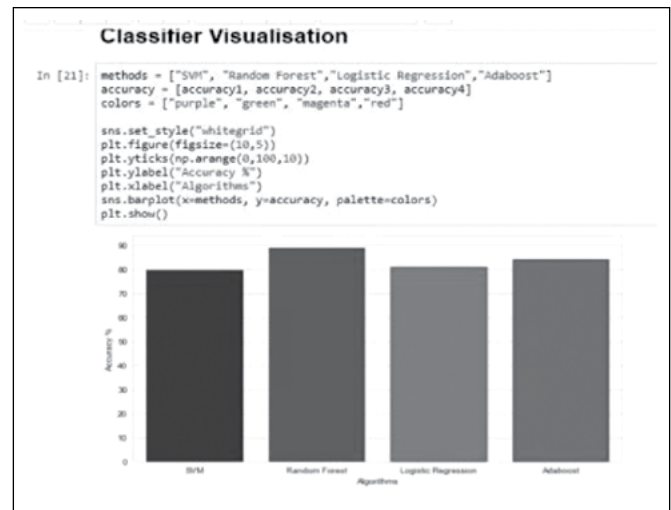 Classifier Visualisation
In [21]: methods = ["SVM", "Random Forest","Logistic Regression","Adaboost"]
accuracy = [accuracy1, accuracy2, accuracy3, accuracy4]
colors = ["purple", "green", "magenta","red"]
sns.set_style("whitegrid")
plt.figure(figsize=(10,5))
plt.yticks(np.arange(0,100,10))
plt.ylabel("Accuracy %")
plt.xlabel("Algorithms")
sns.barplot(x=methods, y=accuracy, palette=colors)
plt.show()
90
80
70
60
50
40
30
20
10
0
Accuracy %
SVM Random Forest Logistic Regression Adaboost
Algorithms